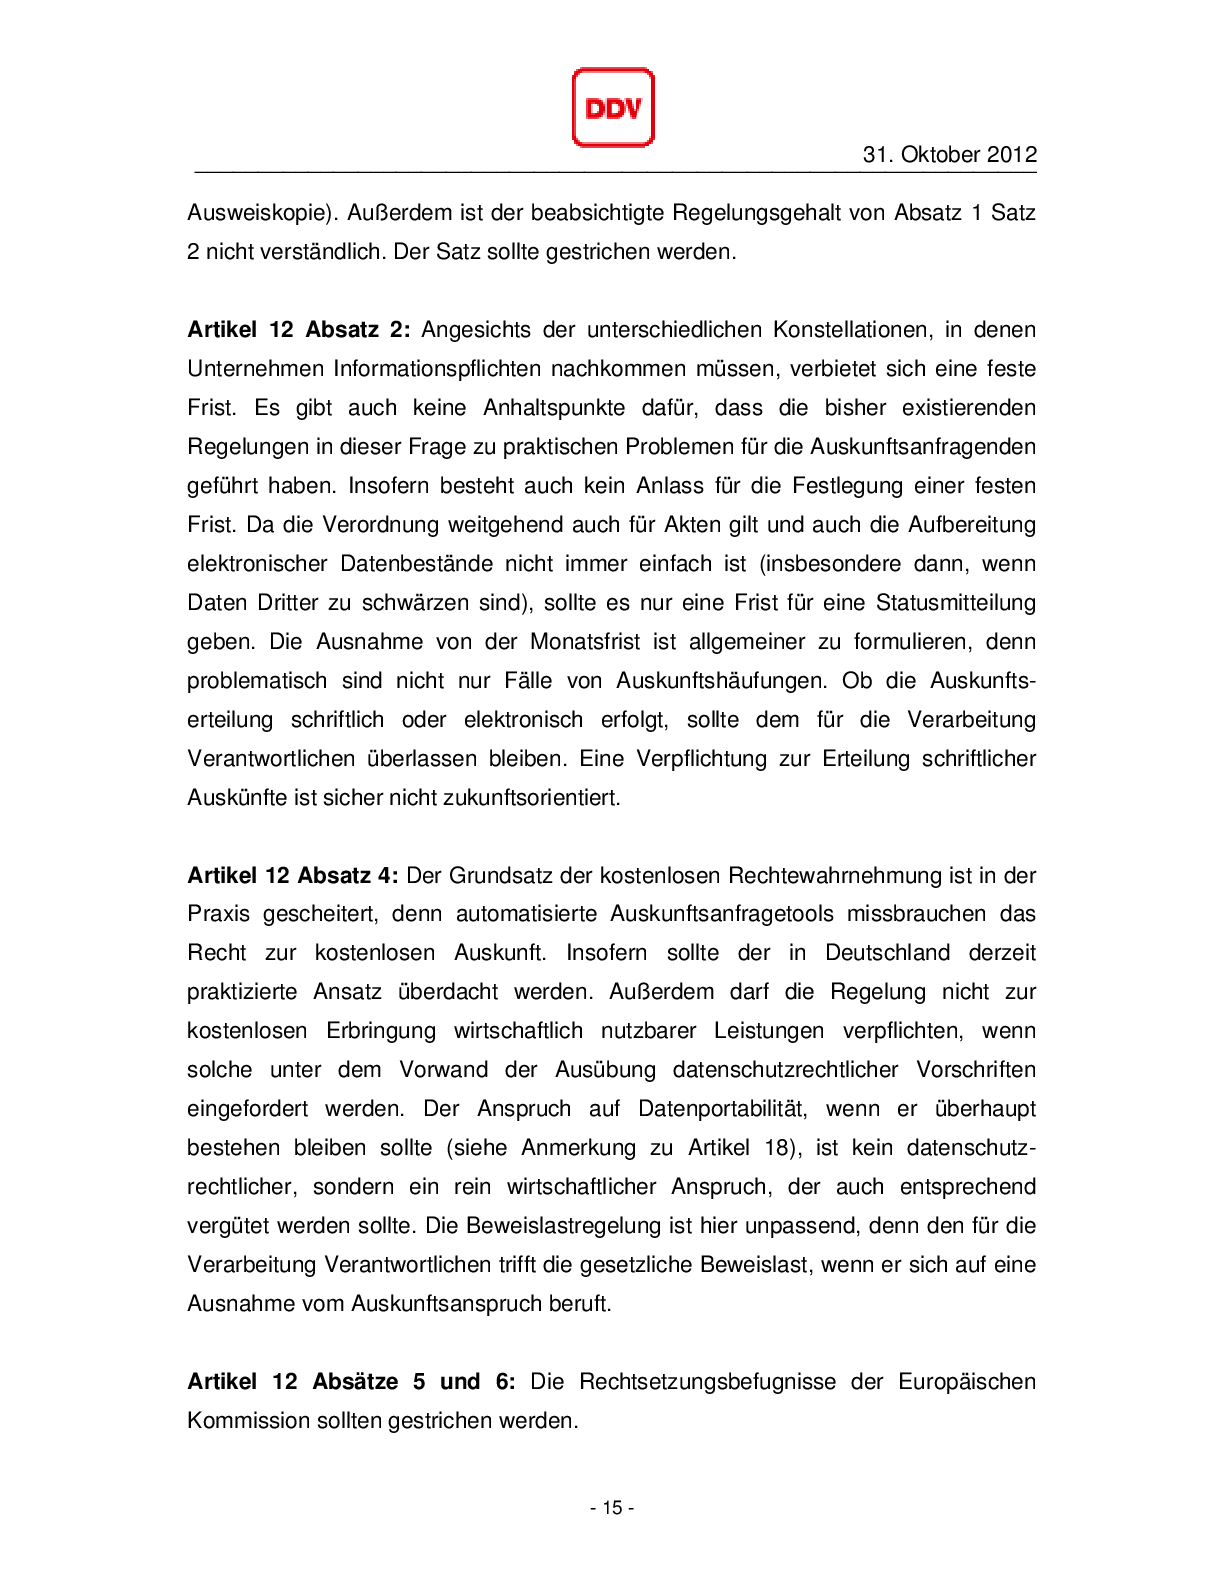 DDV
31. Oktober 2012
Ausweiskopie). Außerdem ist der beabsichtigte Regelungsgehalt von Absatz 1 Satz
2 nicht verständlich. Der Satz sollte gestrichen werden.
Artikel 12 Absatz 2: Angesichts der unterschiedlichen Konstellationen, in denen
Unternehmen Informationspflichten nachkommen müssen, verbietet sich eine feste
Frist. Es gibt auch keine Anhaltspunkte dafür, dass die bisher existierenden
Regelungen in dieser Frage zu praktischen Problemen für die Auskunftsanfragenden
geführt haben. Insofern besteht auch kein Anlass für die Festlegung einer festen
Frist. Da die Verordnung weitgehend auch für Akten gilt und auch die Aufbereitung
elektronischer Datenbestände nicht immer einfach ist (insbesondere dann, wenn
Daten Dritter zu schwärzen sind), sollte es nur eine Frist für eine Statusmitteilung
geben. Die Ausnahme von der Monatsfrist ist allgemeiner zu formulieren, denn
problematisch sind nicht nur Fälle von Auskunftshäufungen. Ob die Auskunfts-
erteilung schriftlich oder elektronisch erfolgt, sollte dem für die Verarbeitung
Verantwortlichen überlassen bleiben. Eine Verpflichtung zur Erteilung schriftlicher
Auskünfte ist sicher nicht zukunftsorientiert.
Artikel 12 Absatz 4: Der Grundsatz der kostenlosen Rechtewahrnehmung ist in der
Praxis gescheitert, denn automatisierte Auskunftsanfragetools missbrauchen das
Recht zur kostenlosen Auskunft. Insofern sollte der in Deutschland derzeit
praktizierte Ansatz überdacht werden. Außerdem darf die Regelung nicht zur
kostenlosen Erbringung wirtschaftlich nutzbarer Leistungen verpflichten, wenn
solche unter dem Vorwand der Ausübung datenschutzrechtlicher Vorschriften
eingefordert werden. Der Anspruch auf Datenportabilität, wenn er überhaupt
bestehen bleiben sollte (siehe Anmerkung zu Artikel 18), ist kein datenschutz-
rechtlicher, sondern ein rein wirtschaftlicher Anspruch, der auch entsprechend
vergütet werden sollte. Die Beweislastregelung ist hier unpassend, denn den für die
Verarbeitung Verantwortlichen trifft die gesetzliche Beweislast, wenn er sich auf eine
Ausnahme vom Auskunftsanspruch beruft.
Artikel 12 Absätze 5 und 6: Die Rechtsetzungsbefugnisse der Europäischen
Kommission sollten gestrichen werden.
- 15 -